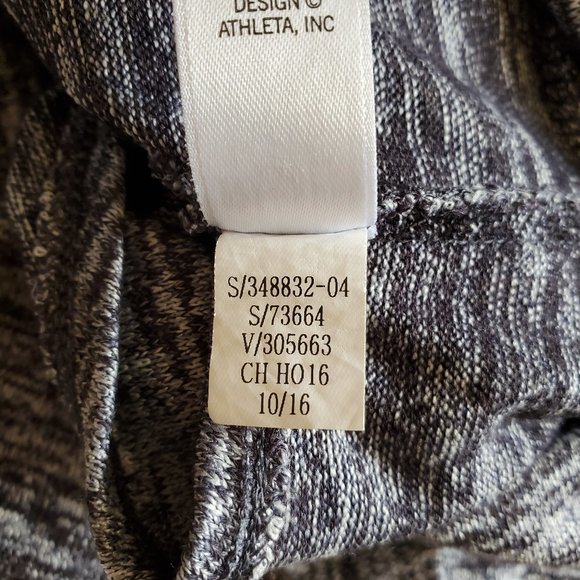 DESIGN ©
ATHLETA, INC
S/348832-04
S/73664
V/305663
CH HO16
10/16